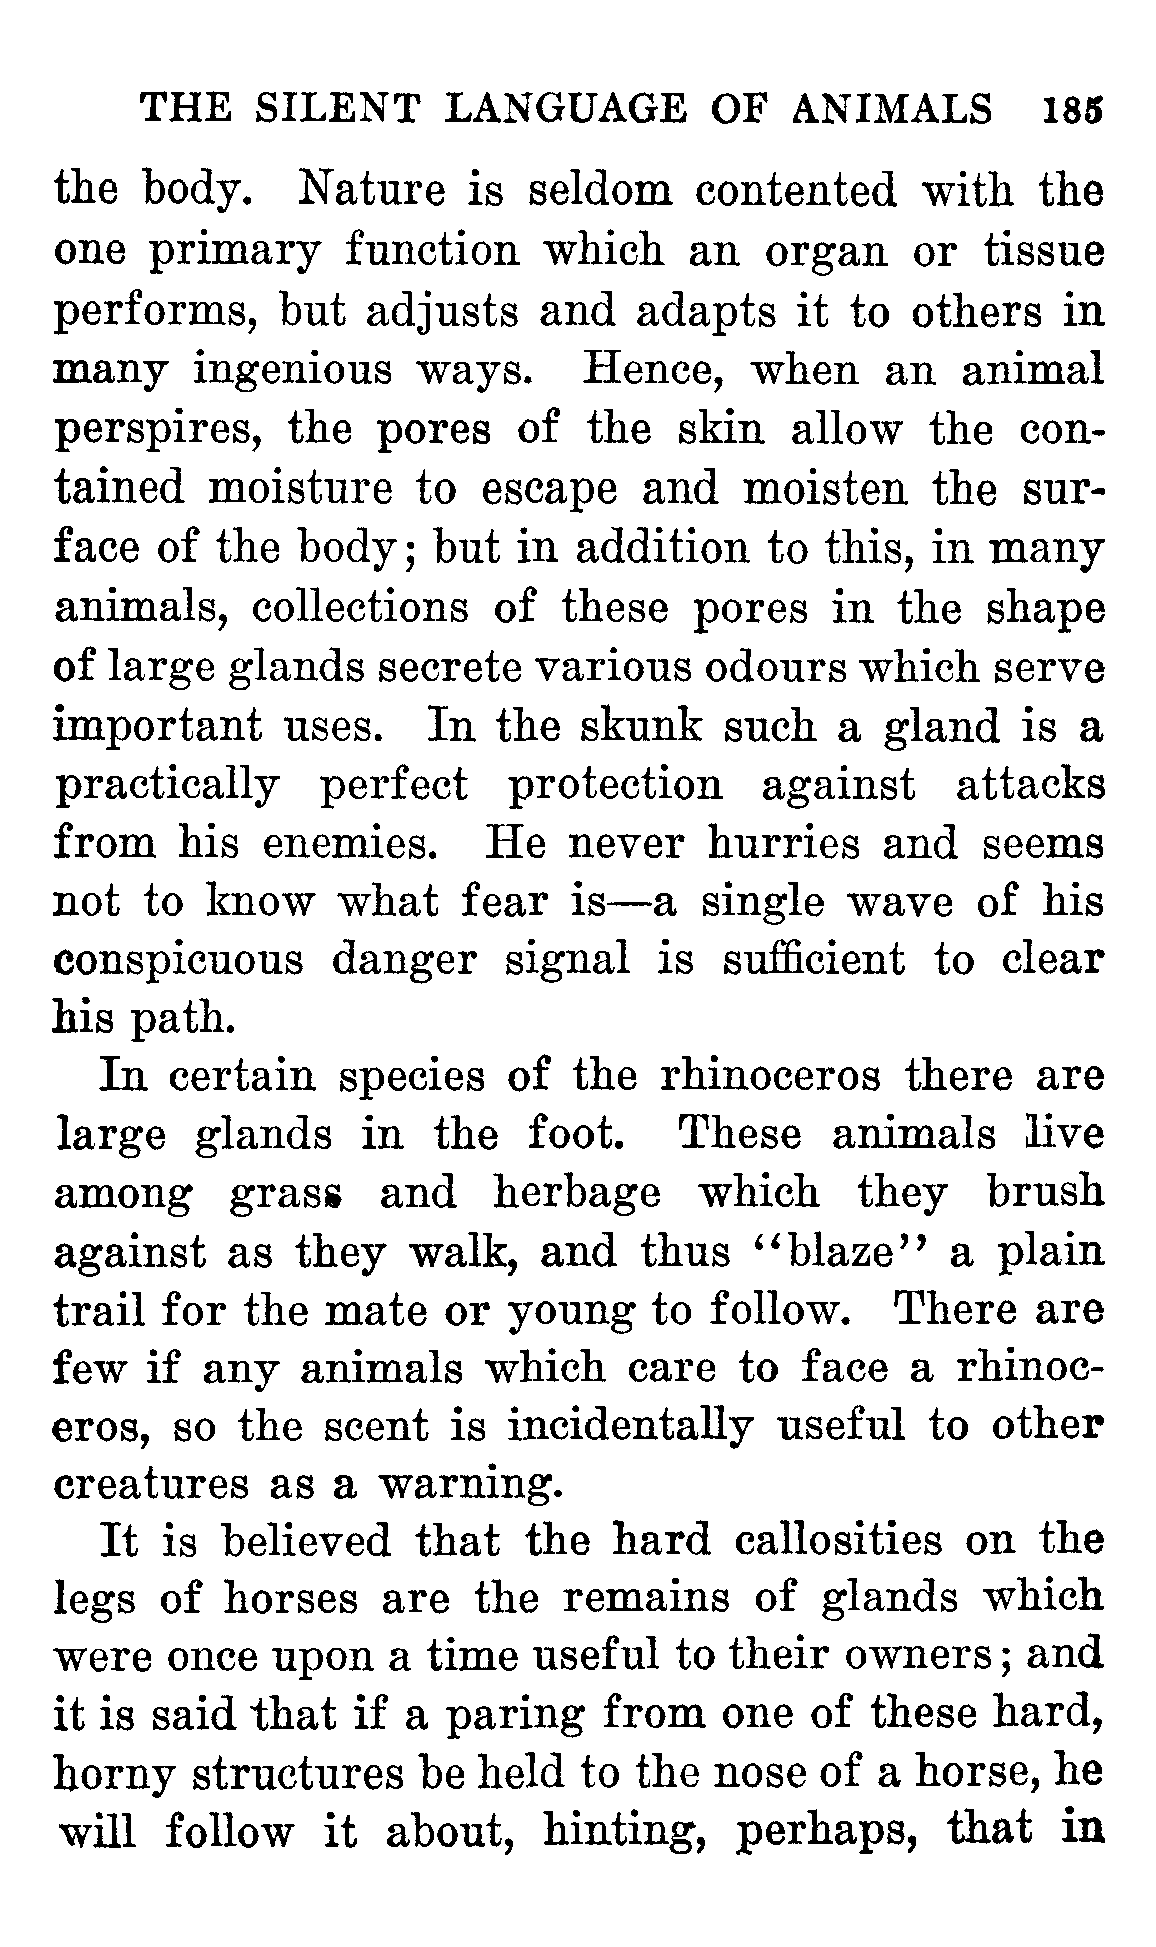 THE SILENT LANGUAGE OF ANIMALS 185
the body. Nature is seldom contented with the
one primary function which an organ or tissue
performs, but adjusts and adapts it to others in
many ingenious ways. Hence, when an animal
perspires, the pores of the skin allow the con-
tained moisture to escape and moisten the sur-
face of the body; but in addition to this, in many
animals, collections of these pores in the shape
of large glands secrete various odours which serve
important uses. In the skunk such a gland is a
practically perfect protection against attacks
from his enemies. He never hurries and seems
not to know what fear is—a single wave of his
conspicuous danger signal is sufficient to clear
his path.
In certain species of the rhinoceros there are
large glands in the foot. These animals live
among grass and herbage which they brush
against as they walk, and thus “blaze” a plain
trail for the mate or young to follow. There are
few if any animals which care to face a rhinoc-
eros, so the scent is incidentally useful to other
creatures as a warning.
It is believed that the hard callosities on the
legs of horses are the remains of glands which
were once upon a time useful to their owners; and
it is said that if a paring from one of these hard,
horny structures be held to the nose of a horse, he
will follow it about, hinting, perhaps, that in